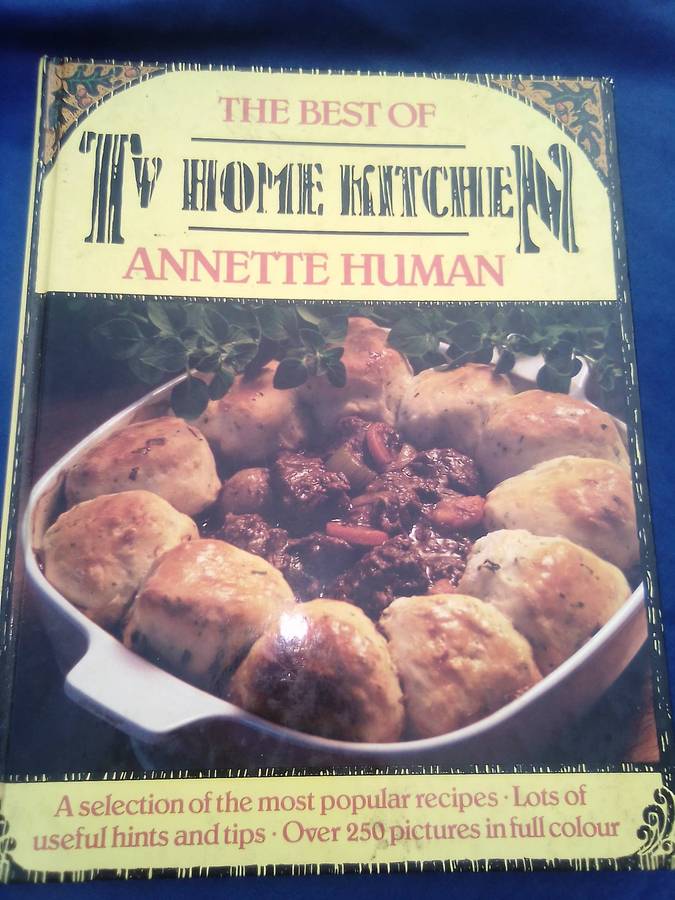 THE BEST OF
TV HOME KITCHEN
ANNETTE HUMAN
A selection of the most popular recipes · Lots of
useful hints and tips · Over 250 pictures in full colour